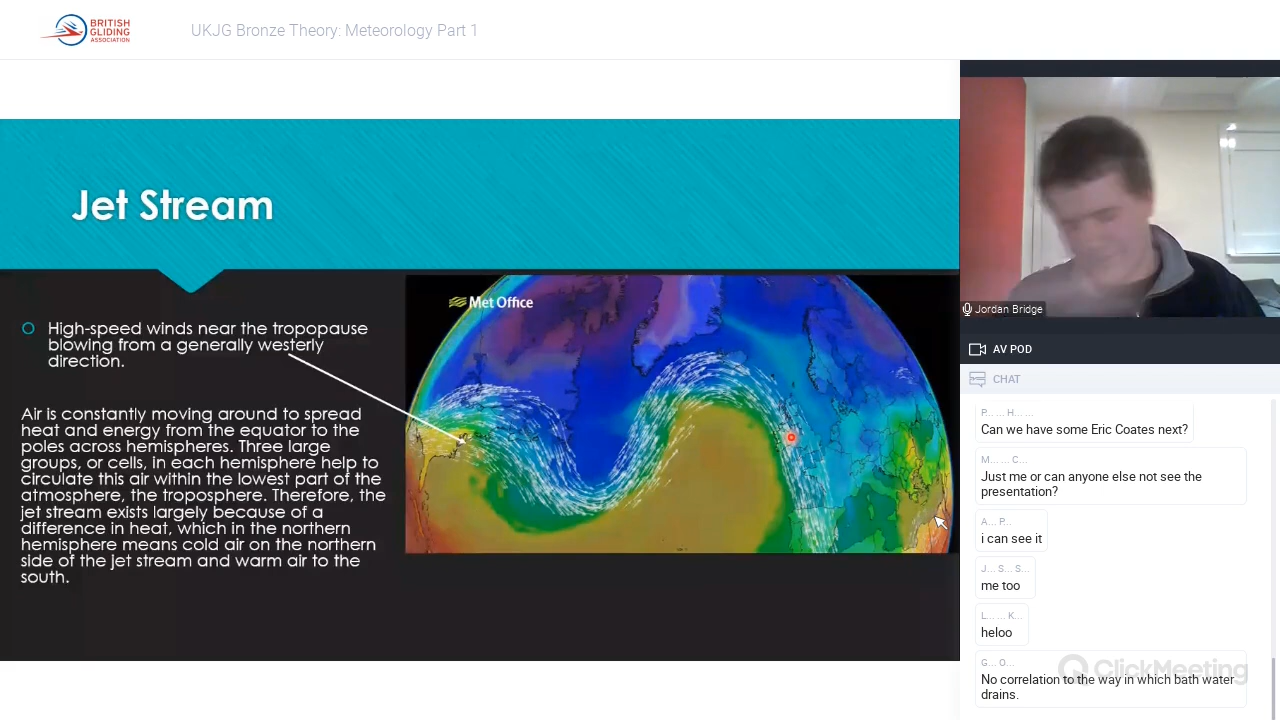 BRITISH
GLIDING
ASSOCIATION
UKJG Bronze Theory: Meteorology Part 1
Jet Stream
Met Office
High-speed winds near the tropopause
blowing from a generally westerly
direction.
Air is constantly moving around to spread
heat and energy from the equator to the
poles across hemispheres. Three large
groups, or cells, in each hemisphere help to
circulate this air within the lowest part of the
atmosphere, the troposphere. Therefore, the
jet stream exists largely because of a
difference in heat, which in the northern
hemisphere means cold air on the northern
side of the jet stream and warm air to the
south.
Jordan Bridge
AV POD
CHAT
P... H... ...
Can we have some Eric Coates next?
M... ... C...
Just me or can anyone else not see the
presentation?
A... P...
i can see it
J... S... S...
me too
L... ... K...
heloo
G... O...
No correlation to the way in which bath water
drains.
ClickMeeting